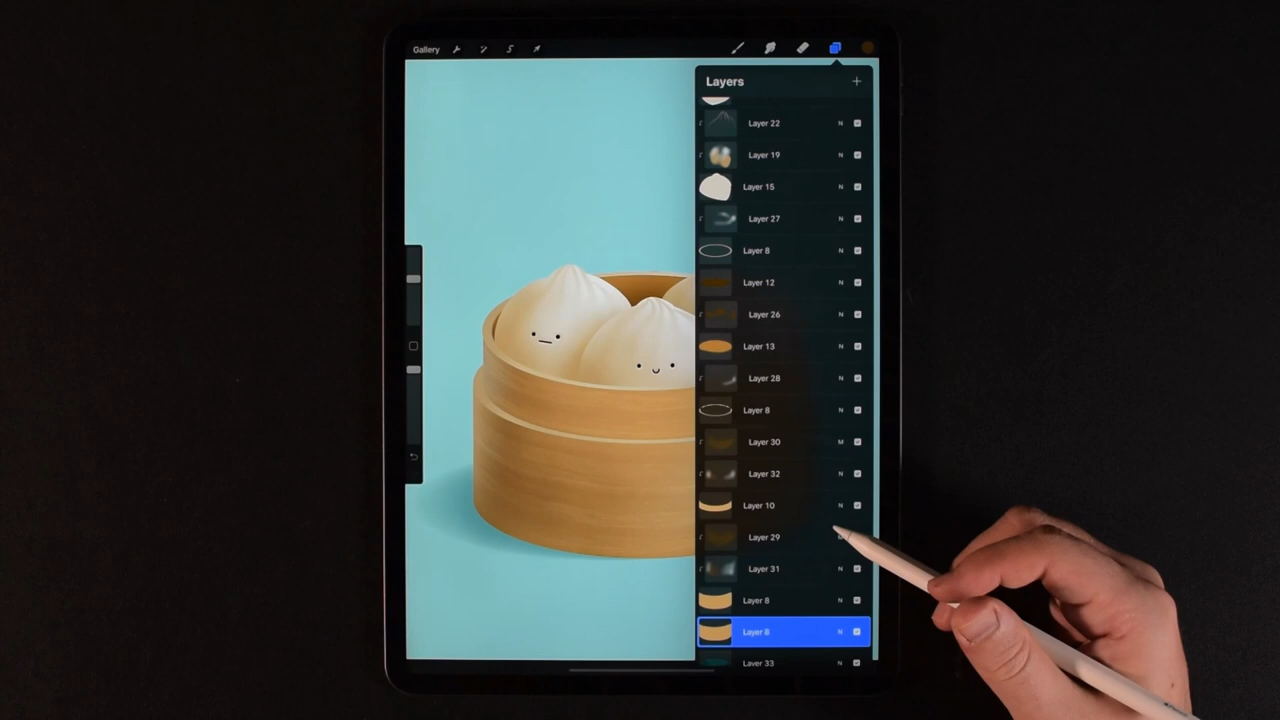 Gallery
Layers
Layer 22 N
Layer 19 N
Layer 15 N
Layer 27 N
Layer 8 N
Layer 12 N
Layer 26 N
Layer 13 N
Layer 28 N
Layer 8 N
Layer 30 M
Layer 32 N
Layer 10 N
Layer 29
Layer 31 N
Layer 8 N
Layer 8 N
Layer 33 N